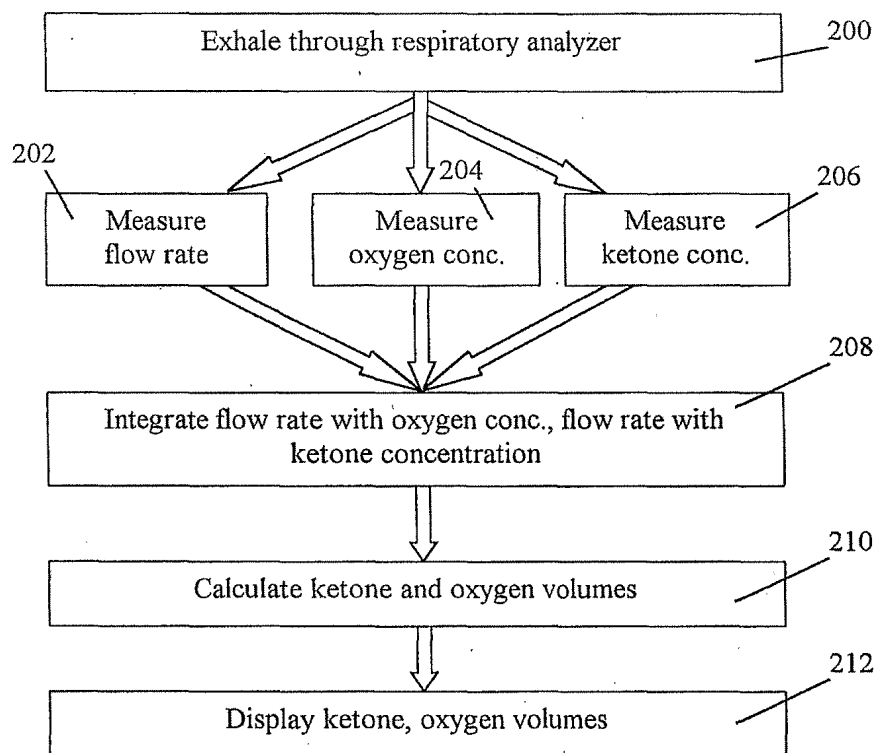 Exhale through respiratory analyzer
200
202
204
206
Measure
flow rate
Measure
oxygen conc.
Measure
ketone conc.
208
Integrate flow rate with oxygen conc., flow rate with
ketone concentration
210
Calculate ketone and oxygen volumes
212
Display ketone, oxygen volumes